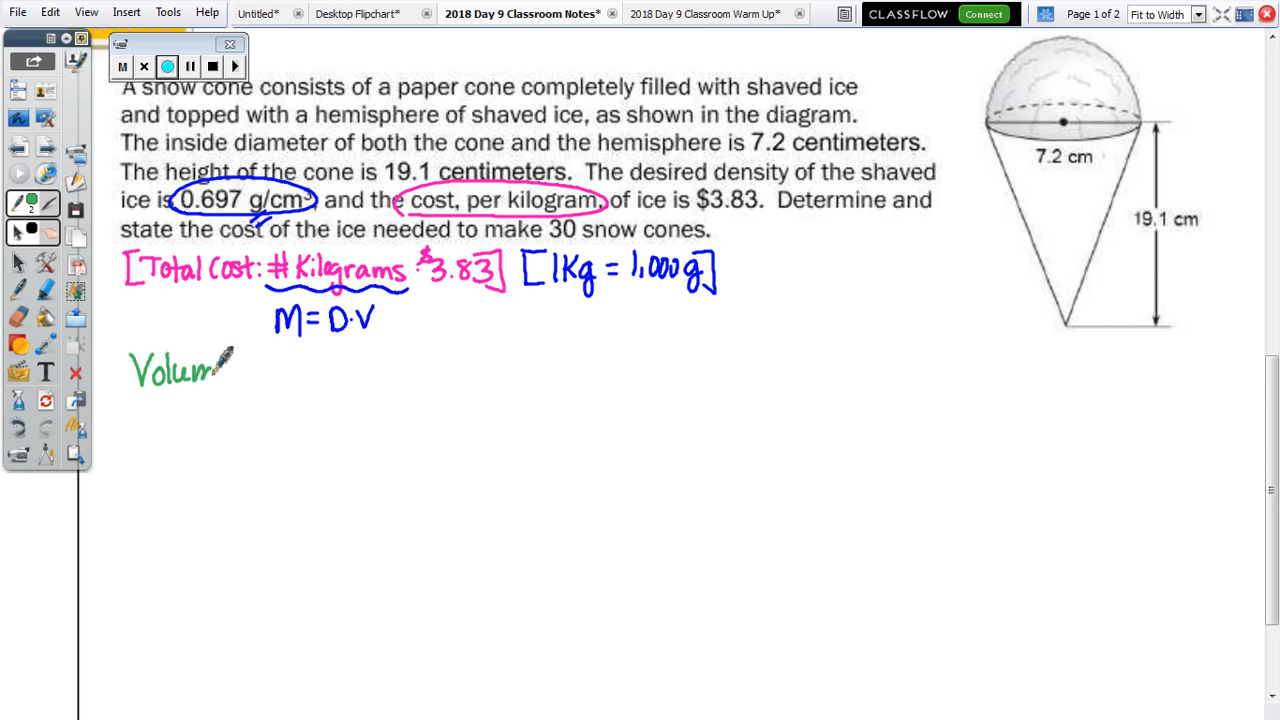 File Edit View Insert Tools Help
Untitled* Desktop Flipchart* 2018 Day 9 Classroom Notes* 2018 Day 9 Classroom Warm Up*
CLASSFLOW Connect Page 1 of 2 Fit to Width
M
2
T
A snow cone consists of a paper cone completely filled with shaved ice
and topped with a hemisphere of shaved ice, as shown in the diagram.
The inside diameter of both the cone and the hemisphere is 7.2 centimeters.
The height of the cone is 19.1 centimeters. The desired density of the shaved
ice is 0.697 g/cm³, and the cost, per kilogram, of ice is $3.83. Determine and
state the cost of the ice needed to make 30 snow cones.
7.2 cm
19.1 cm
[Total Cost: # Kilograms · $3.83] [1Kg = 1,000g]
M = D·V
Volum